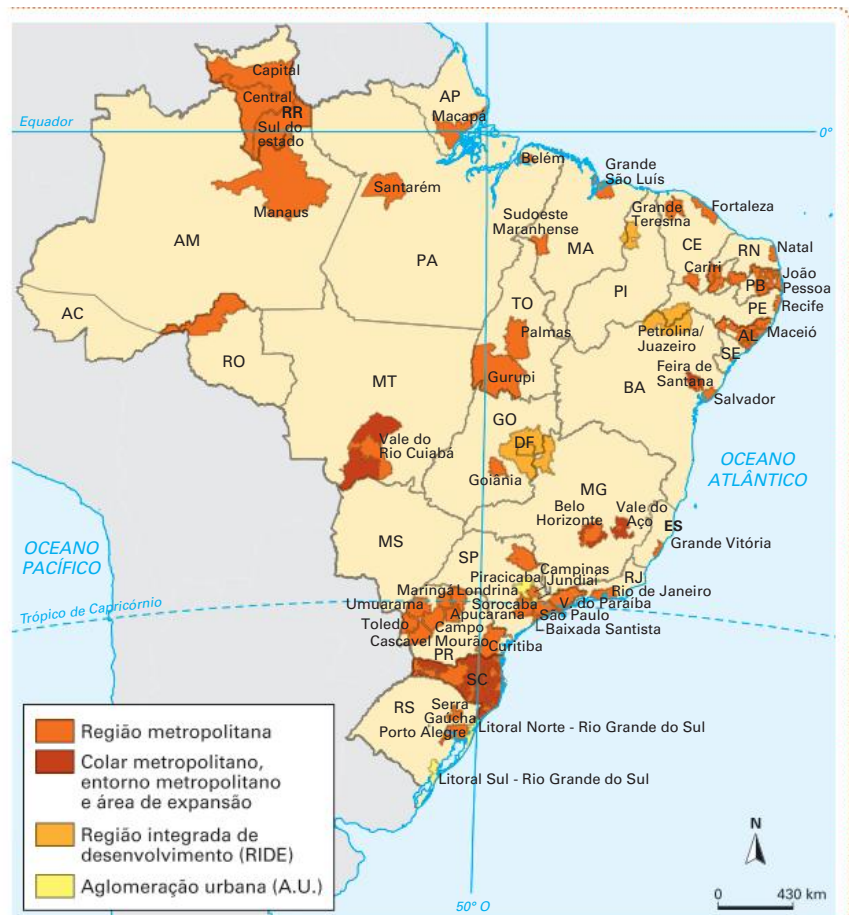 Capital
Central
RR
Sul do
estado
AP
Macapá
Equador
0°
Belém
Grande
São Luís
Santarém
Manaus
Grande
Teresina
Fortaleza
Sudoeste
Maranhense
AM
PA
MA
CE
RN
Natal
Cariri
PB
João
Pessoa
AC
TO
PI
PE
Recife
Palmas
Petrolina/
Juazeiro
AL
Maceió
RO
SE
Gurupi
MT
BA
Feira de
Santana
Salvador
GO
Vale do
Rio Cuiabá
DF
Goiânia
OCEANO
ATLÂNTICO
MG
Belo
Horizonte
Vale do
Aço
ES
Grande Vitória
MS
OCEANO
PACÍFICO
SP
Campinas
Piracicaba
Jundiaí
RJ
Rio de Janeiro
Maringá
Londrina
Sorocaba
V. do Paraíba
Trópico de Capricórnio
Umuarama
Apucarana
São Paulo
Toledo
Campo
Mourão
Baixada Santista
Cascavel
Curitiba
PR
SC
RS
Serra
Gaúcha
Litoral Norte - Rio Grande do Sul
Porto Alegre
Litoral Sul - Rio Grande do Sul
Região metropolitana
Colar metropolitano,
entorno metropolitano
e área de expansão
Região integrada de
desenvolvimento (RIDE)
Aglomeração urbana (A.U.)
N
0 430 km
50° O